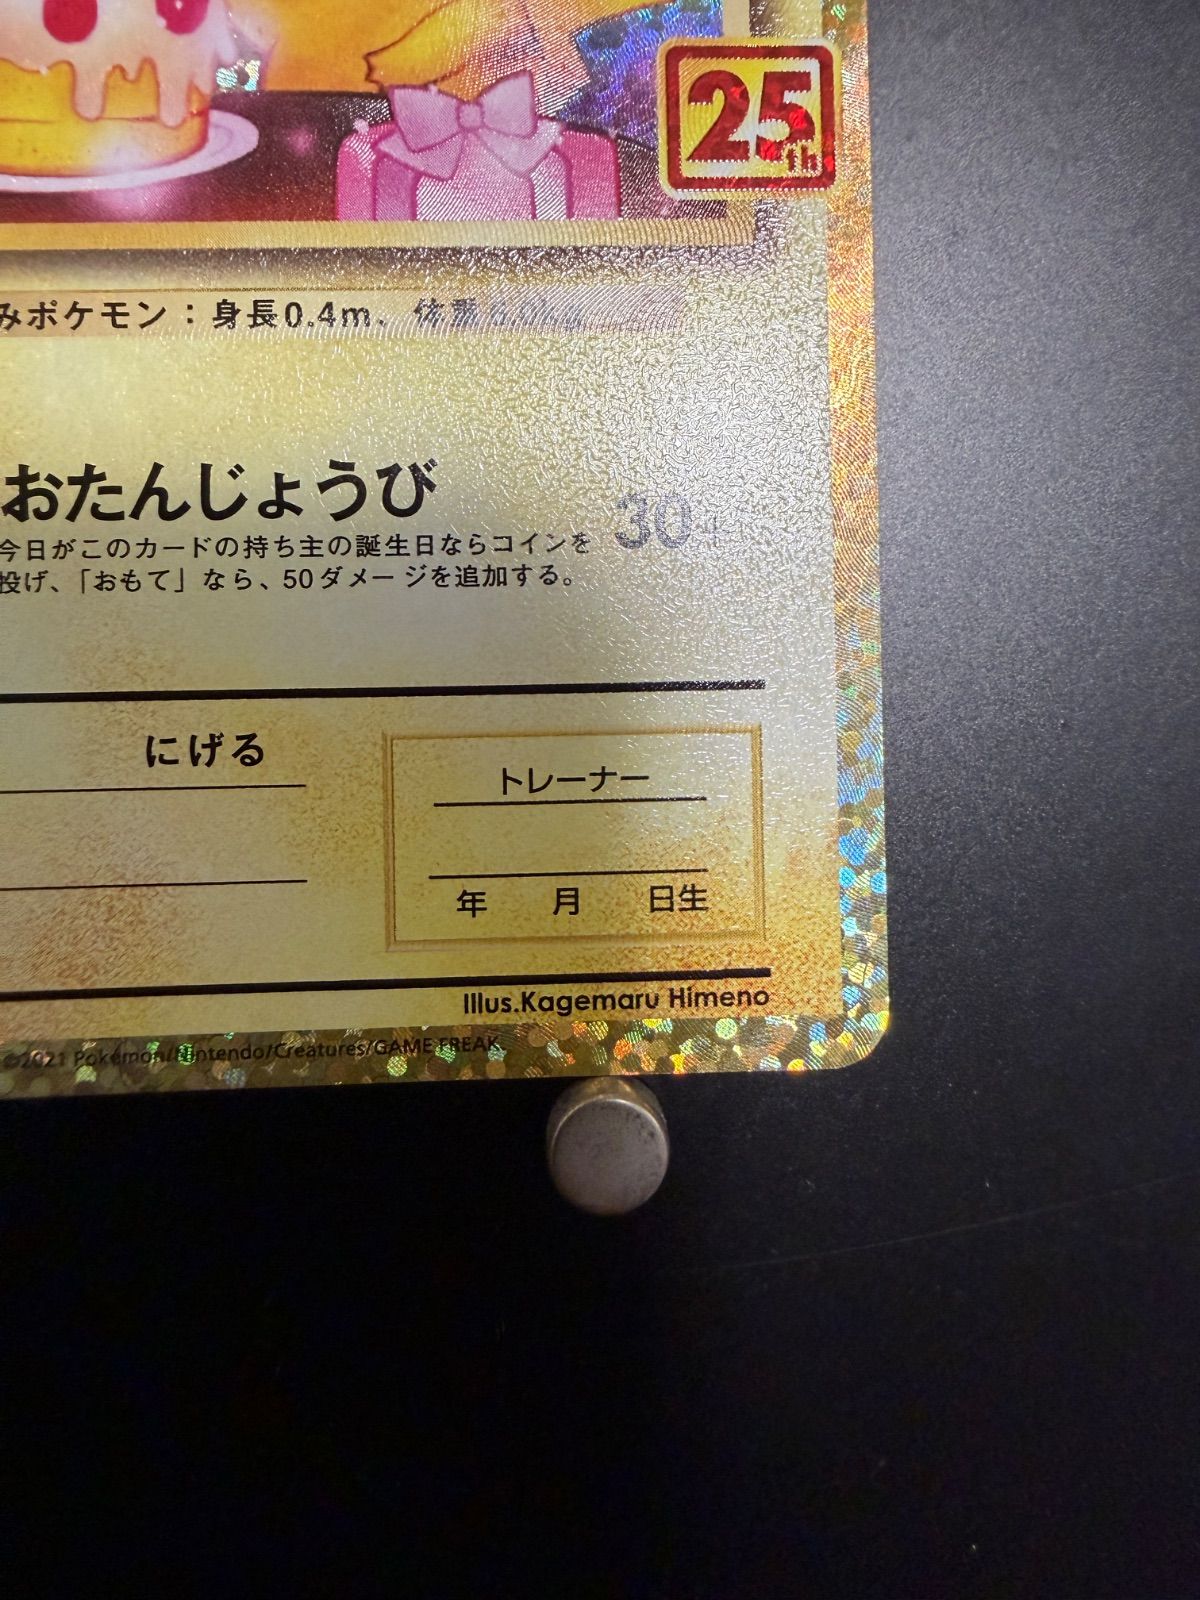 25th
みポケモン：身長0.4m、体重6.0kg
おたんじょうび 30+
今日がこのカードの持ち主の誕生日ならコインを
投げ、「おもて」なら、50ダメージを追加する。
にげる
トレーナー
年 月 日生
Illus.Kagemaru Himeno
©2021 Pokémon/Nintendo/Creatures/GAME FREAK.